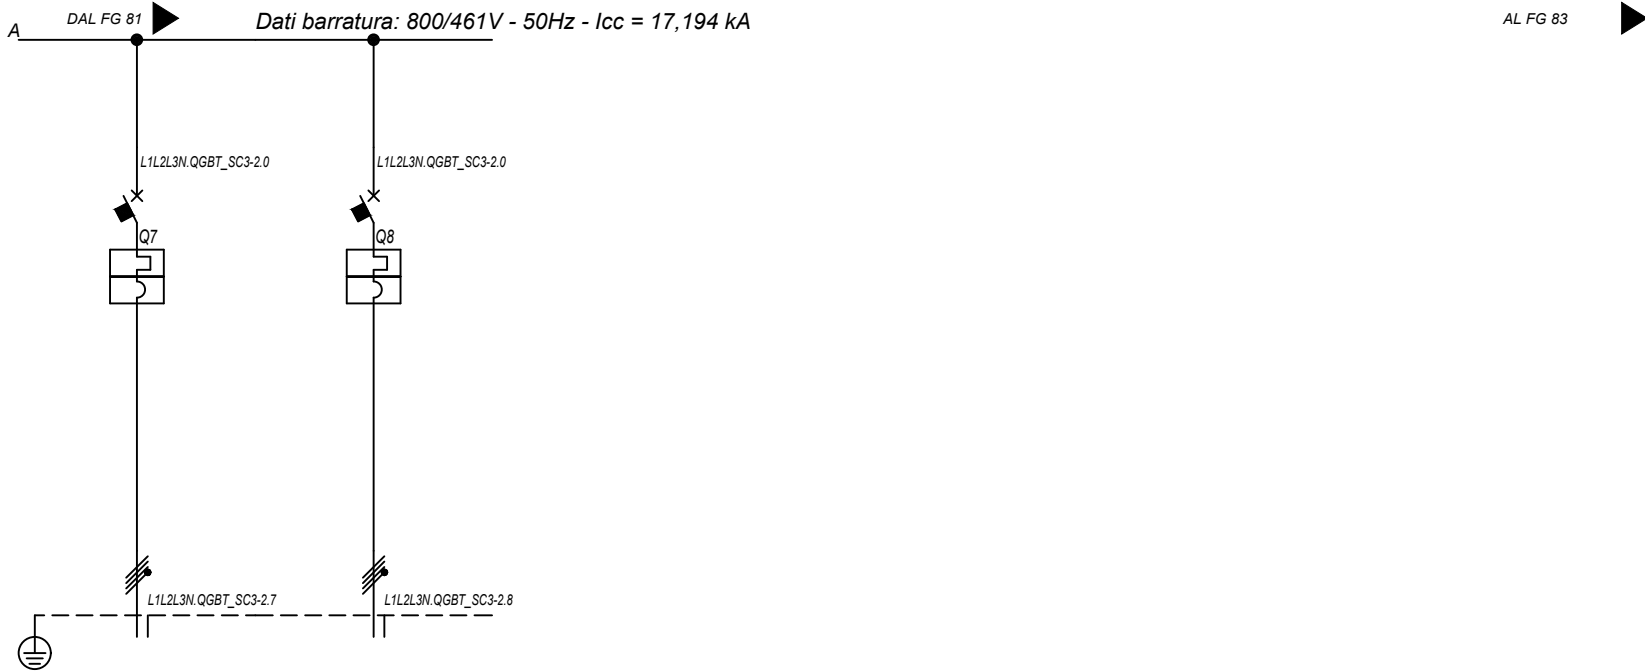 DAL FG 81
Dati barratura: 800/461V - 50Hz - Icc = 17,194 kA
AL FG 83
A
L1L2L3N.QGBT_SC3-2.0
L1L2L3N.QGBT_SC3-2.0
Q7
Q8
L1L2L3N.QGBT_SC3-2.7
L1L2L3N.QGBT_SC3-2.8